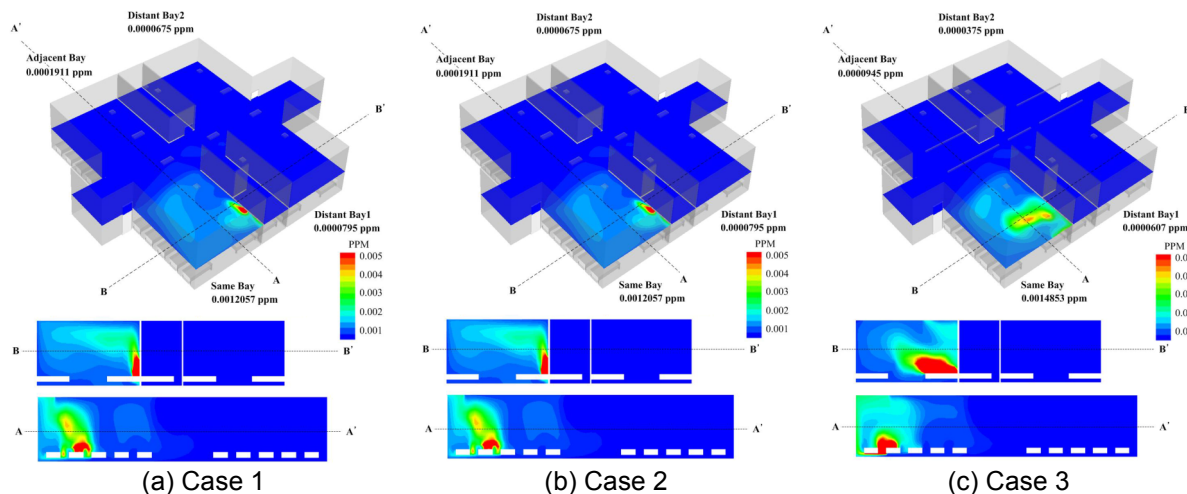 A'
Distant Bay2
0.0000675 ppm
Adjacent Bay
0.0001911 ppm
B'
Distant Bay1
0.0000795 ppm
PPM
0.005
0.004
0.003
0.002
0.001
B
A
Same Bay
0.0012057 ppm
B
B'
A
A'
(a) Case 1
A'
Distant Bay2
0.0000675 ppm
Adjacent Bay
0.0001911 ppm
B'
Distant Bay1
0.0000795 ppm
PPM
0.005
0.004
0.003
0.002
0.001
B
A
Same Bay
0.0012057 ppm
B
B'
A
A'
(b) Case 2
A'
Distant Bay2
0.0000375 ppm
Adjacent Bay
0.0000945 ppm
Distant Bay1
0.0000607 ppm
PPM
B
A
Same Bay
0.0014853 ppm
B
B'
A
A'
(c) Case 3